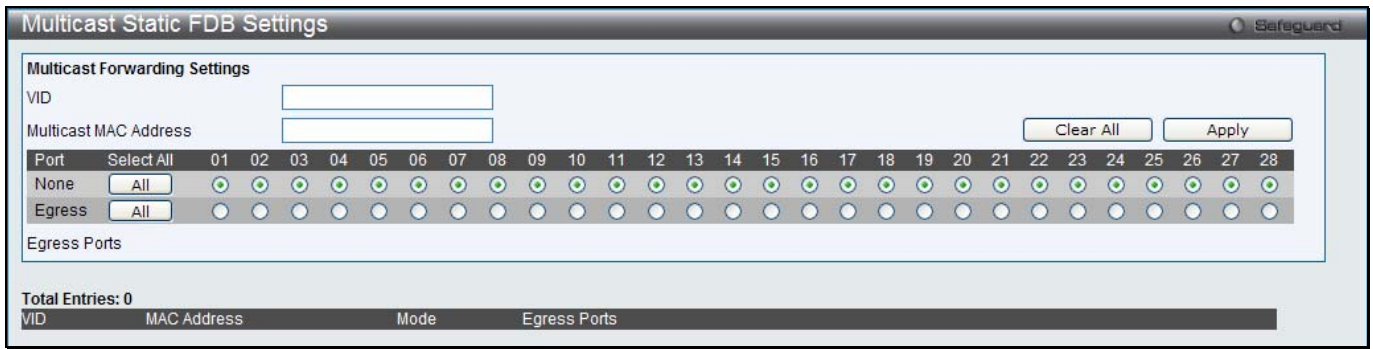 Multicast Static FDB Settings
Safeguard
Multicast Forwarding Settings
VID
Multicast MAC Address
Clear All Apply
Port Select All 01 02 03 04 05 06 07 08 09 10 11 12 13 14 15 16 17 18 19 20 21 22 23 24 25 26 27 28
None All
Egress All
Egress Ports
Total Entries: 0
VID MAC Address Mode Egress Ports